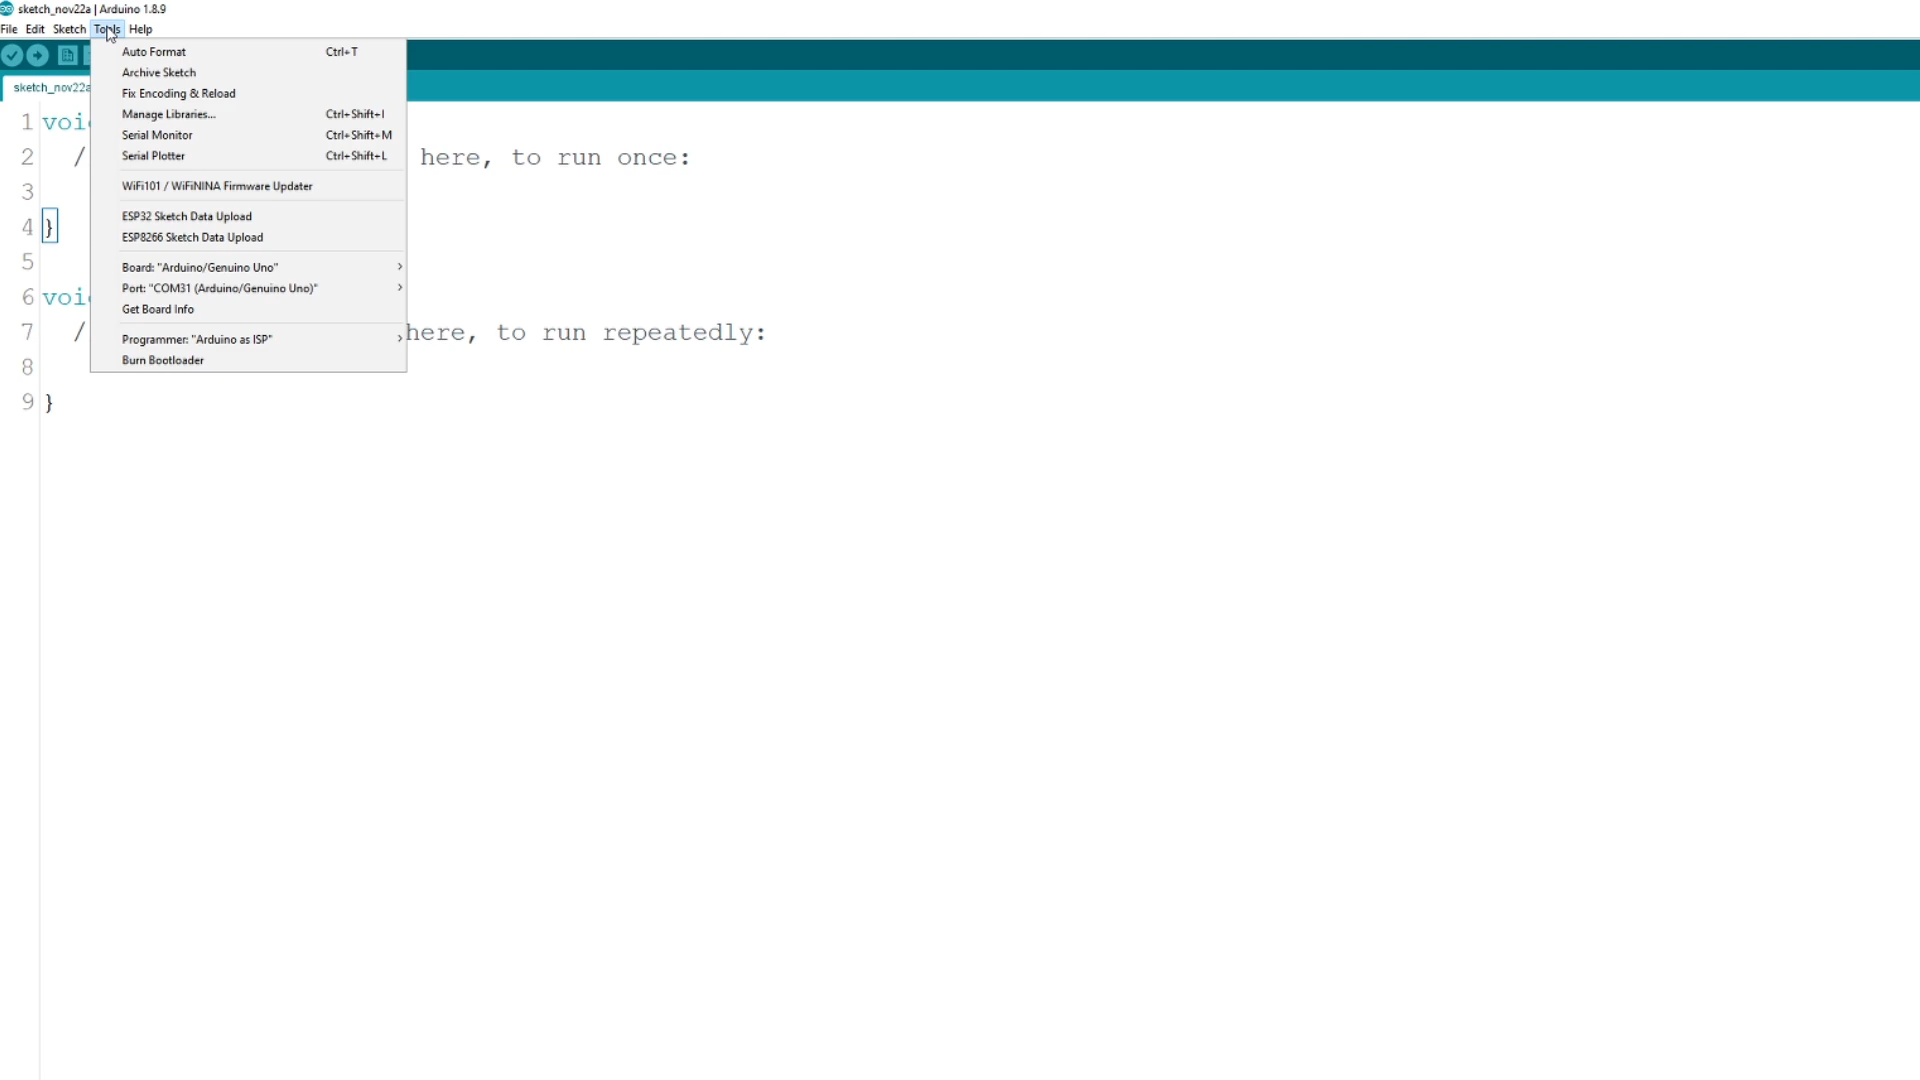 sketch_nov22a | Arduino 1.8.9
File Edit Sketch Tools Help
Auto Format Ctrl+T
Archive Sketch
Fix Encoding & Reload
Manage Libraries... Ctrl+Shift+I
Serial Monitor Ctrl+Shift+M
Serial Plotter Ctrl+Shift+L
WiFi101 / WiFiNINA Firmware Updater
ESP32 Sketch Data Upload
ESP8266 Sketch Data Upload
Board: "Arduino/Genuino Uno"
Port: "COM31 (Arduino/Genuino Uno)"
Get Board Info
Programmer: "Arduino as ISP"
Burn Bootloader
sketch_nov22a
1
2 / here, to run once:
3
4 }
5
6
7 / here, to run repeatedly:
8
9 }